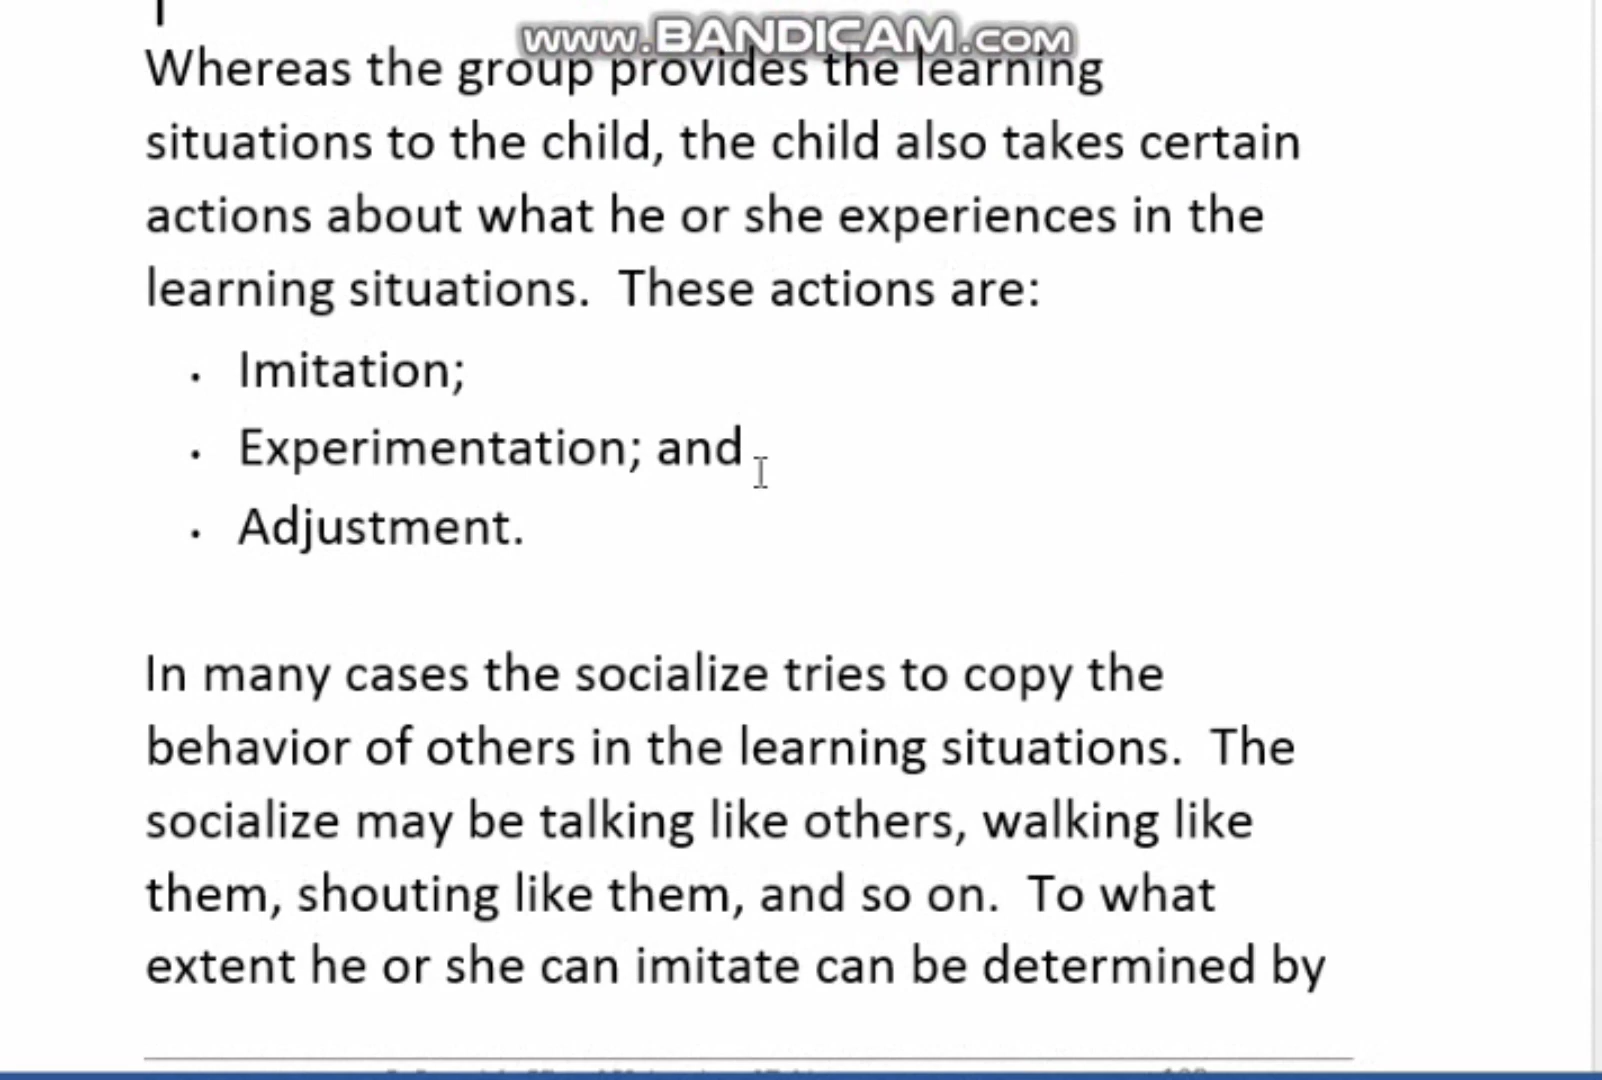 www.BANDICAM.com
Whereas the group provides the learning
situations to the child, the child also takes certain
actions about what he or she experiences in the
learning situations.  These actions are:
· Imitation;
· Experimentation; and
· Adjustment.
In many cases the socialize tries to copy the
behavior of others in the learning situations.  The
socialize may be talking like others, walking like
them, shouting like them, and so on.  To what
extent he or she can imitate can be determined by